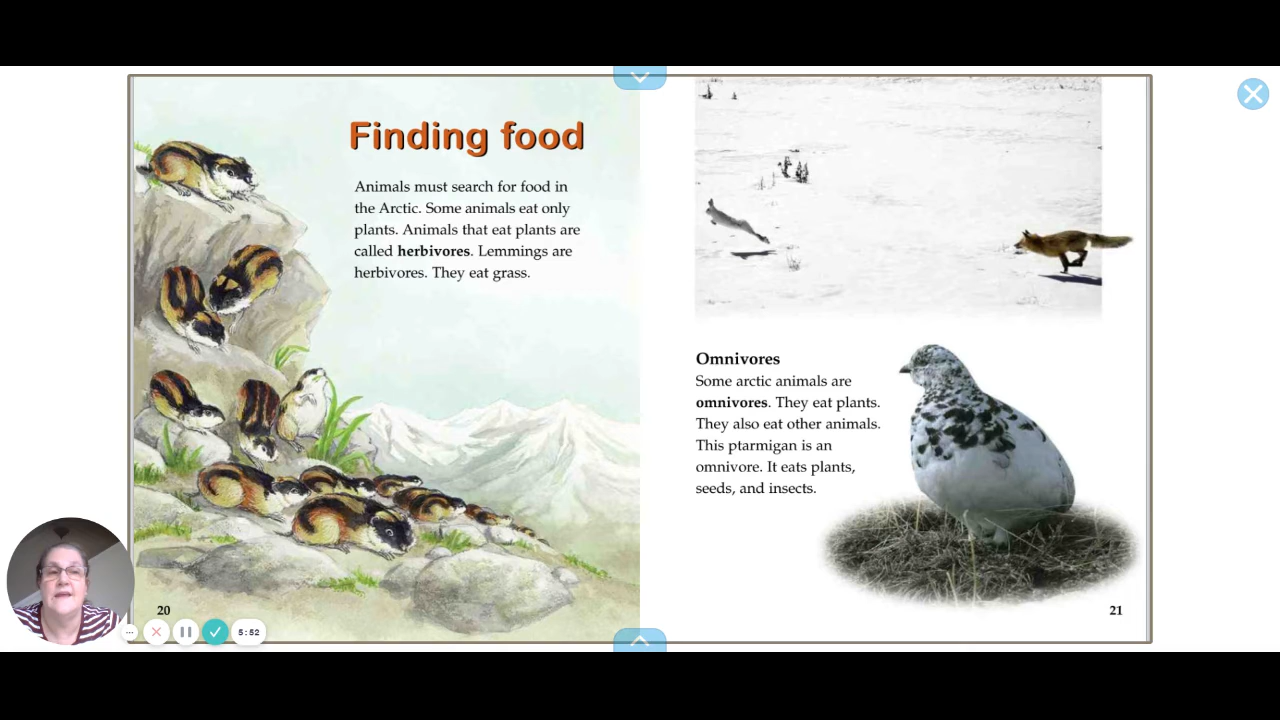 Finding food
Animals must search for food in
the Arctic. Some animals eat only
plants. Animals that eat plants are
called herbivores. Lemmings are
herbivores. They eat grass.
20
Omnivores
Some arctic animals are
omnivores. They eat plants.
They also eat other animals.
This ptarmigan is an
omnivore. It eats plants,
seeds, and insects.
21
5:52